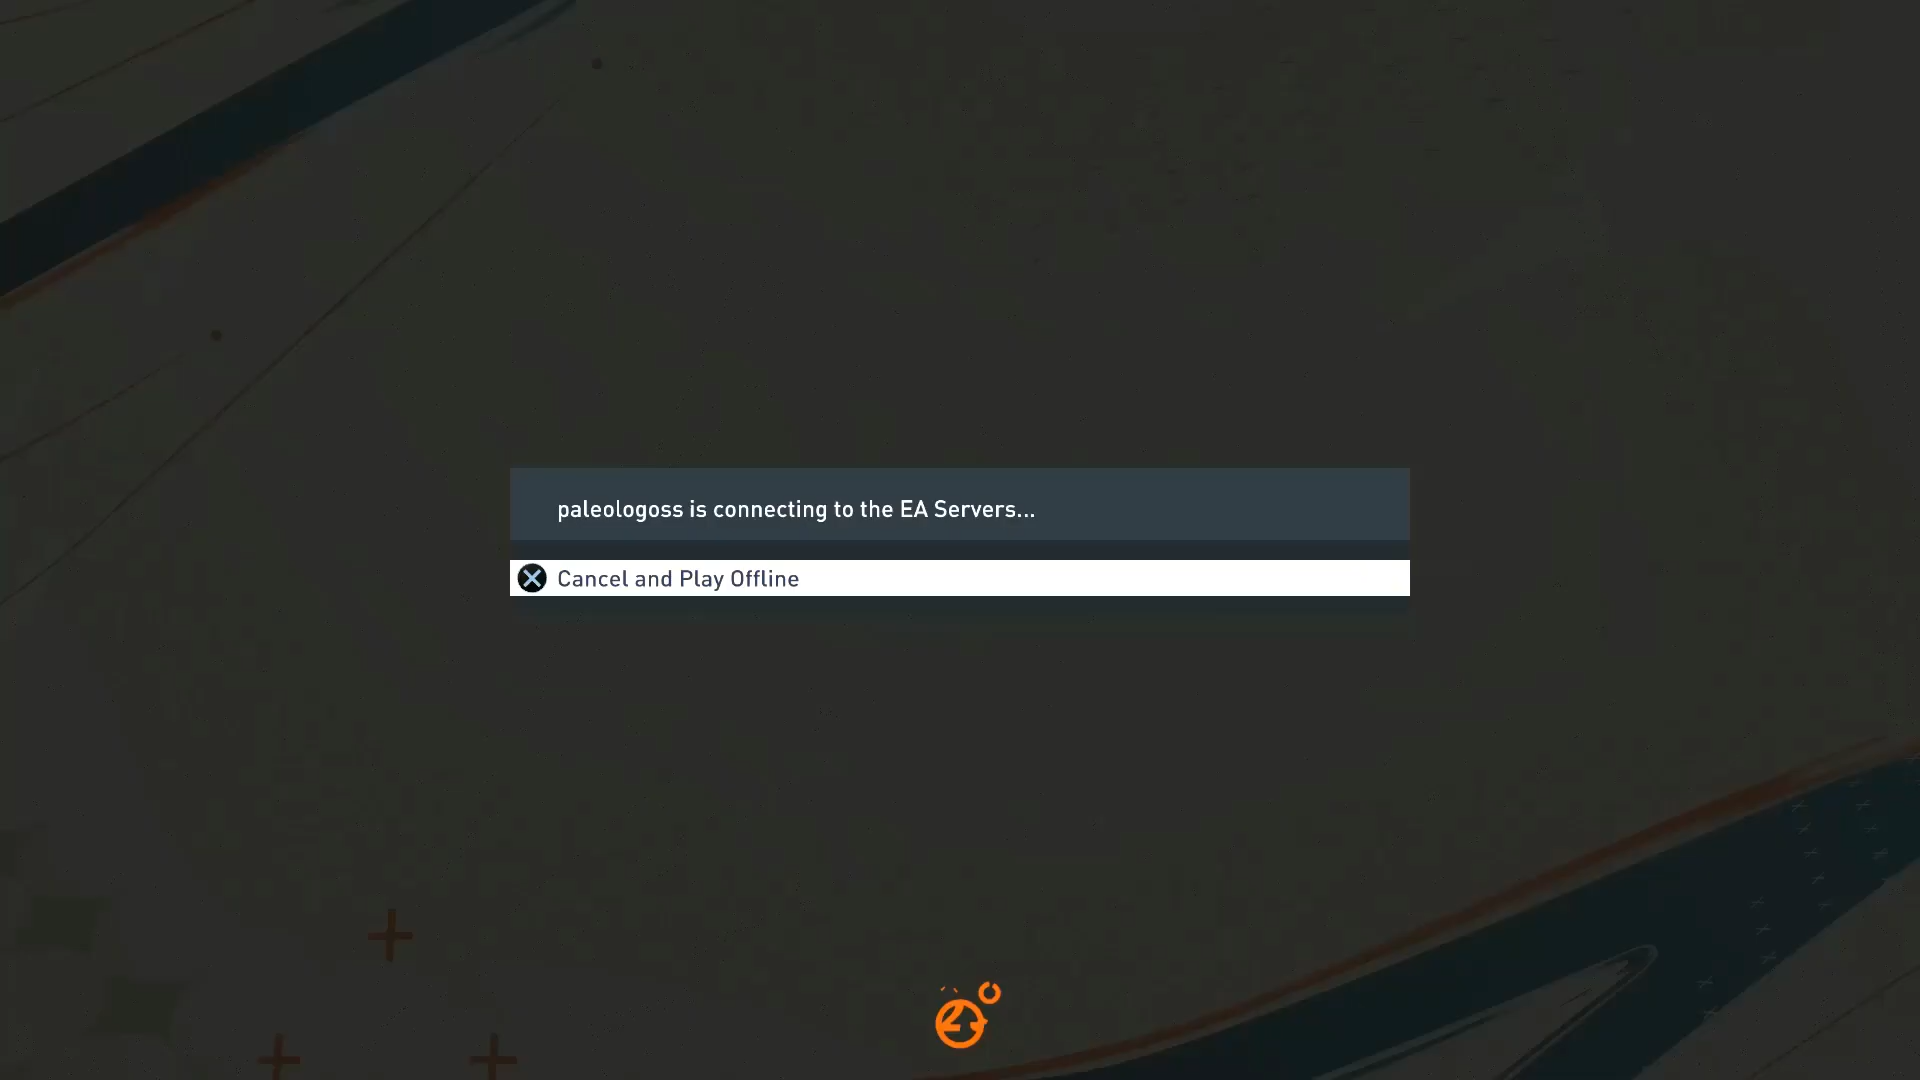 paleologoss is connecting to the EA Servers...
Cancel and Play Offline